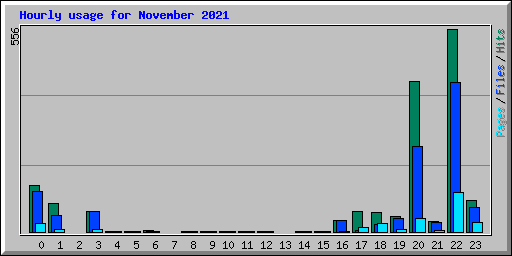 Hourly usage for November 2021
556
Pages/Files/Hits
0 1 2 3 4 5 6 7 8 9 10 11 12 13 14 15 16 17 18 19 20 21 22 23